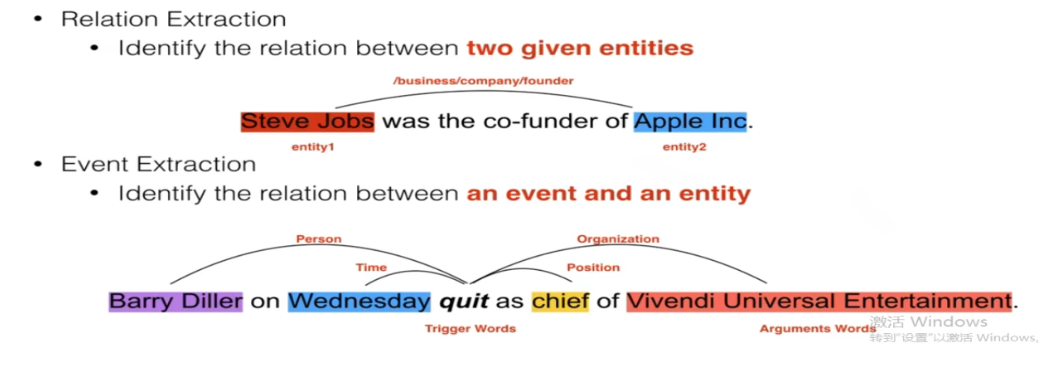 • Relation Extraction
• Identify the relation between two given entities
/business/company/founder
Steve Jobs was the co-funder of Apple Inc.
entity1 entity2
• Event Extraction
• Identify the relation between an event and an entity
Person Organization
Time Position
Barry Diller on Wednesday quit as chief of Vivendi Universal Entertainment.
Trigger Words Arguments Words
激活 Windows
转到"设置"以激活 Windows。